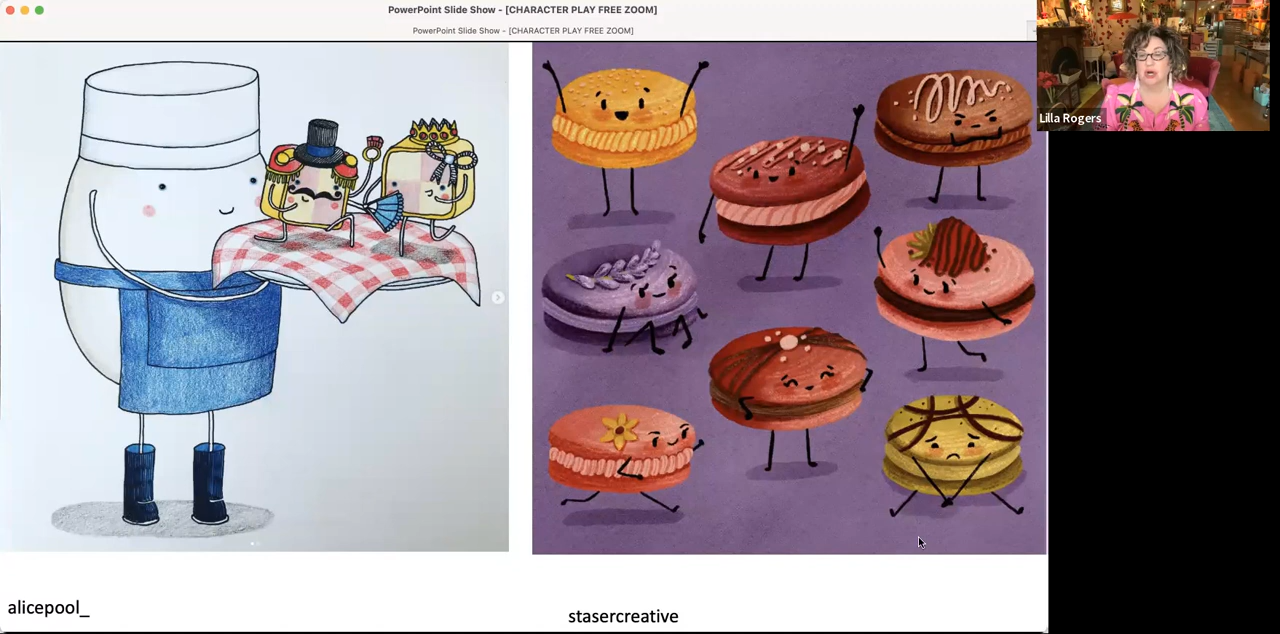 PowerPoint Slide Show - [CHARACTER PLAY FREE ZOOM]
PowerPoint Slide Show - [CHARACTER PLAY FREE ZOOM]
Lilla Rogers
alicepool_
stasercreative